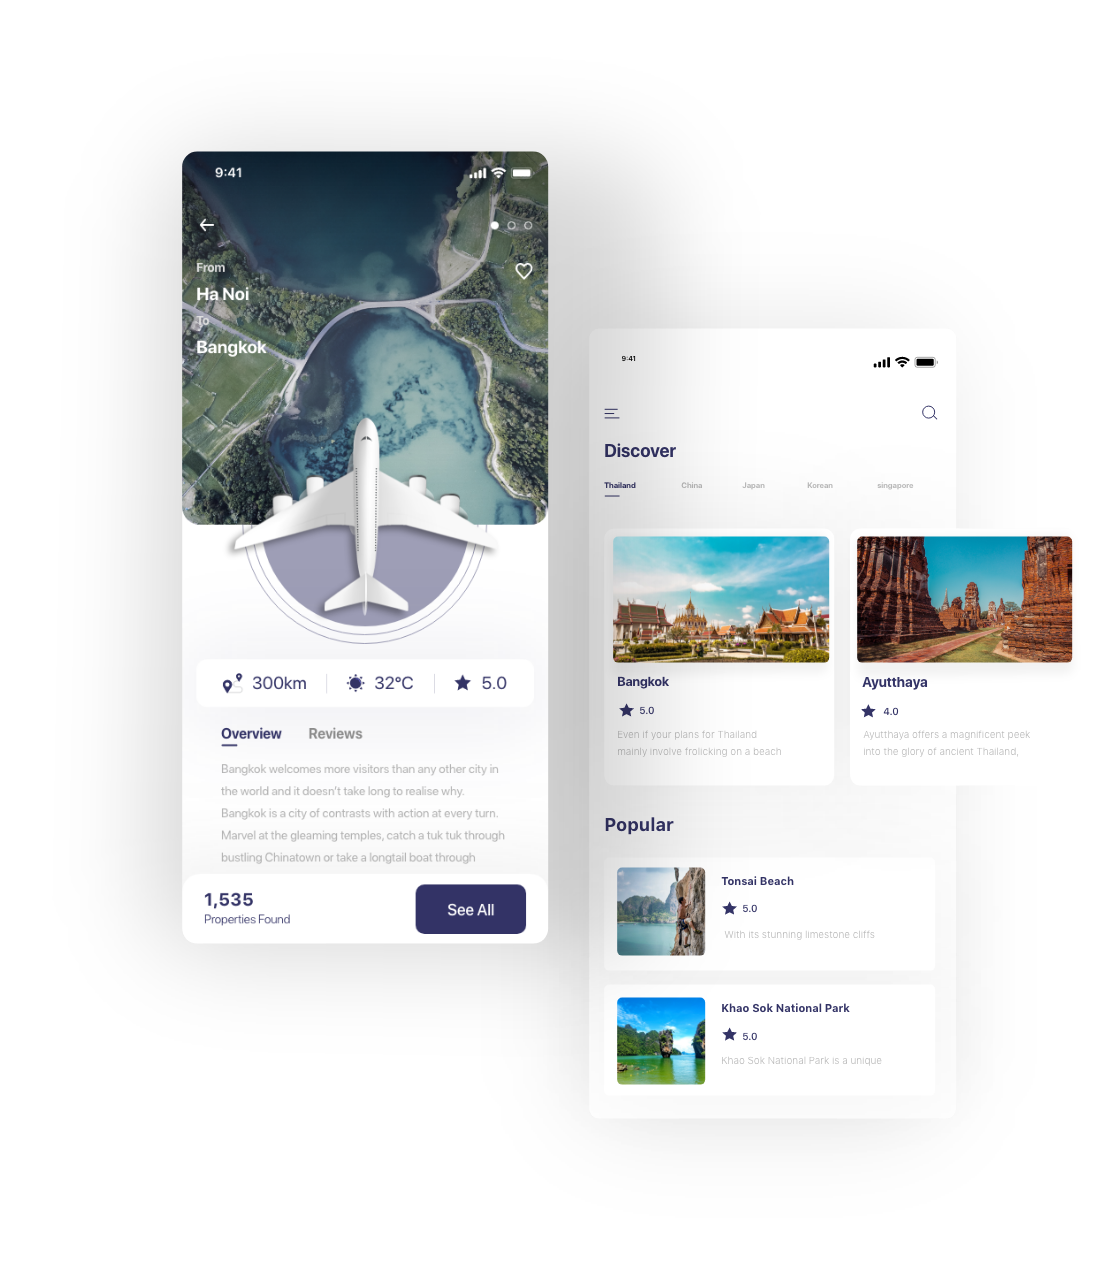 9:41
From
Ha Noi
To
Bangkok
300km
32°C
5.0
Overview
Reviews
Bangkok welcomes more visitors than any other city in
the world and it doesn't take long to realise why.
Bangkok is a city of contrasts with action at every turn.
Marvel at the gleaming temples, catch a tuk tuk through
bustling Chinatown or take a longtail boat through
1,535
Properties Found
See All
9:41
Discover
Thailand
China
Japan
Korean
singapore
Bangkok
5.0
Even if your plans for Thailand
mainly involve frolicking on a beach
Ayutthaya
4.0
Ayutthaya offers a magnificent peek
into the glory of ancient Thailand,
Popular
Tonsai Beach
5.0
With its stunning limestone cliffs
Khao Sok National Park
5.0
Khao Sok National Park is a unique